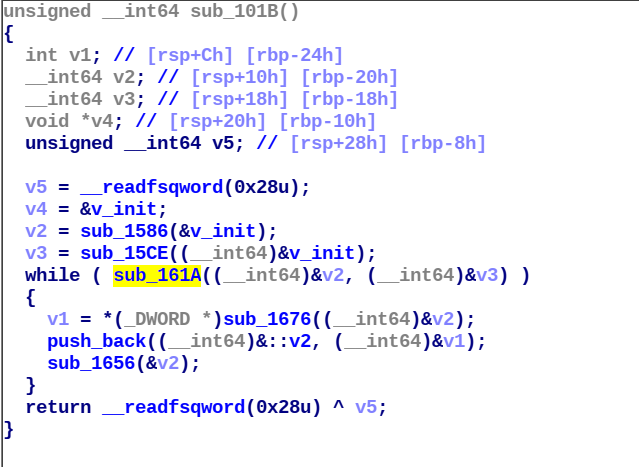 unsigned __int64 sub_101B()
{
  int v1; // [rsp+Ch] [rbp-24h]
  __int64 v2; // [rsp+10h] [rbp-20h]
  __int64 v3; // [rsp+18h] [rbp-18h]
  void *v4; // [rsp+20h] [rbp-10h]
  unsigned __int64 v5; // [rsp+28h] [rbp-8h]

  v5 = __readfsqword(0x28u);
  v4 = &v_init;
  v2 = sub_1586(&v_init);
  v3 = sub_15CE((__int64)&v_init);
  while ( sub_161A((__int64)&v2, (__int64)&v3) )
  {
    v1 = *(_DWORD *)sub_1676((__int64)&v2);
    push_back((__int64)&::v2, (__int64)&v1);
    sub_1656(&v2);
  }
  return __readfsqword(0x28u) ^ v5;
}